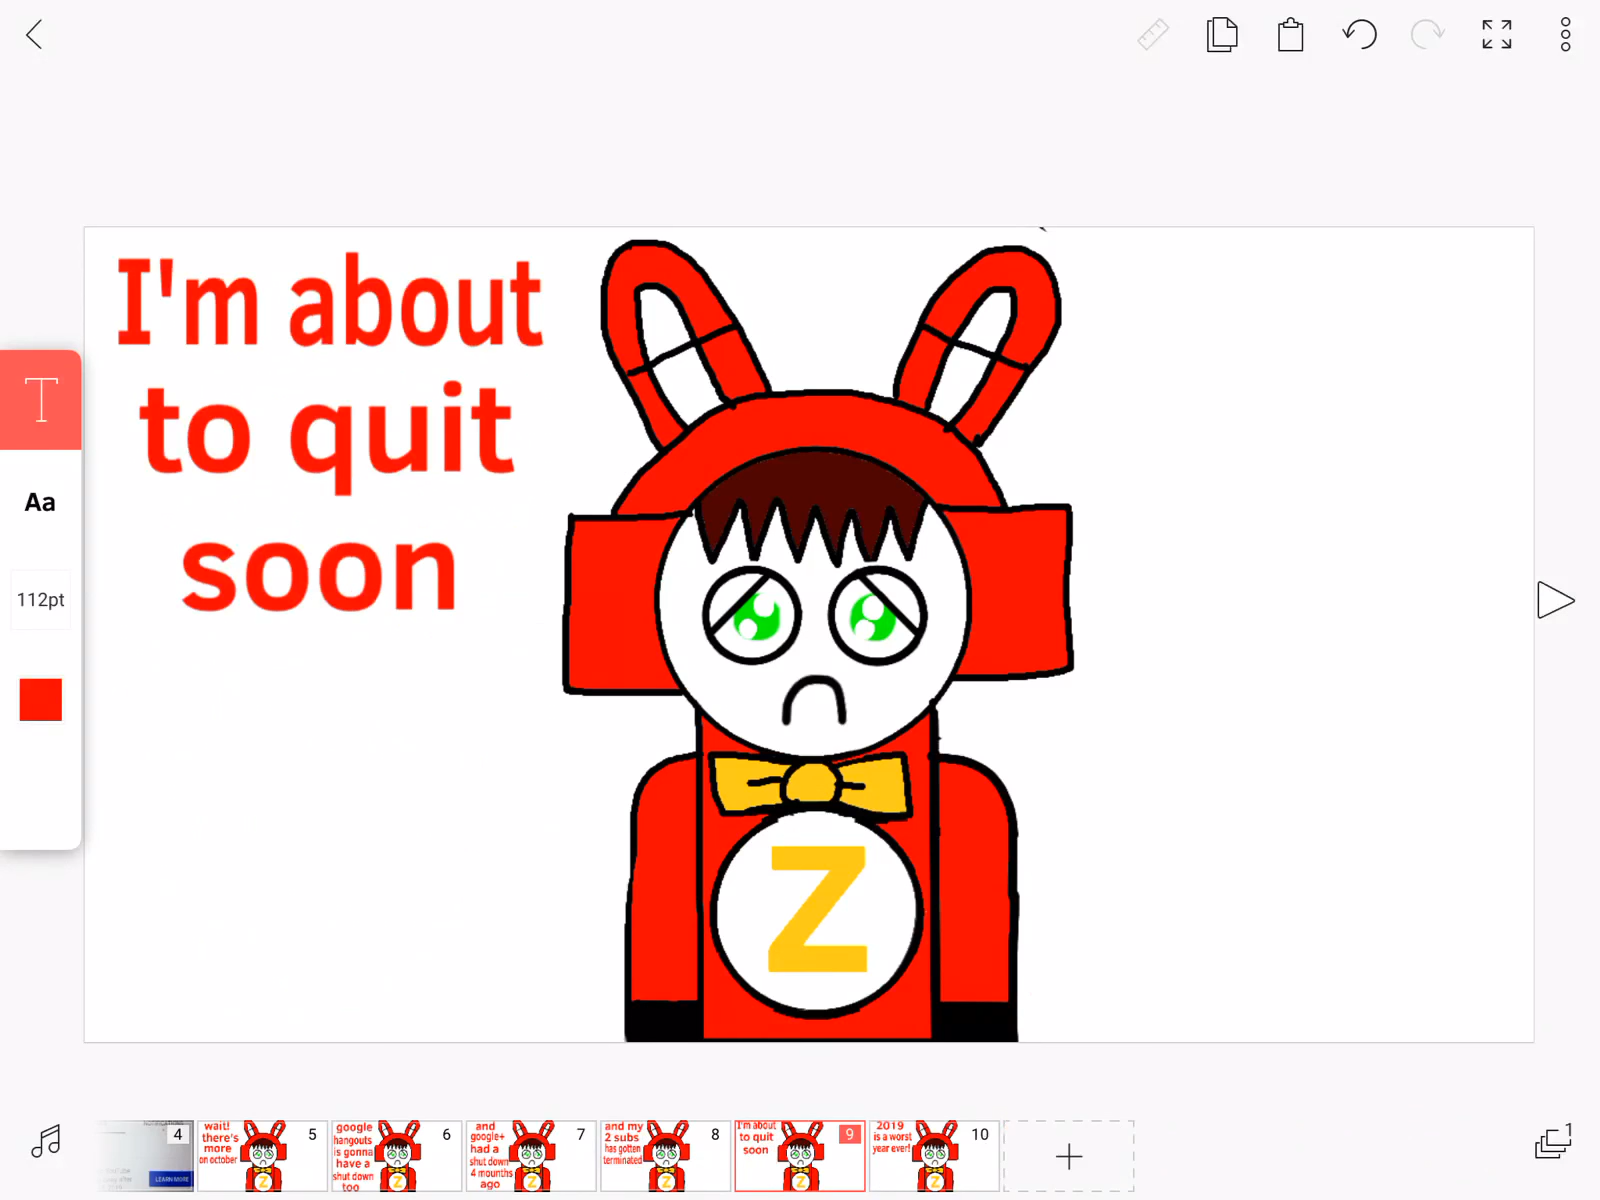 I'm about
to quit
soon
Aa
112pt
Z
4
LEARN MORE
wait!
there's
more
on october
5
Z
google
hangouts
is gonna
have a
shut down
too
6
Z
and
google+
had a
shut down
4 mounths
ago
7
Z
and my
2 subs
has gotten
terminated
8
Z
I'm about
to quit
soon
9
Z
2019
is a worst
year ever!
10
Z
1